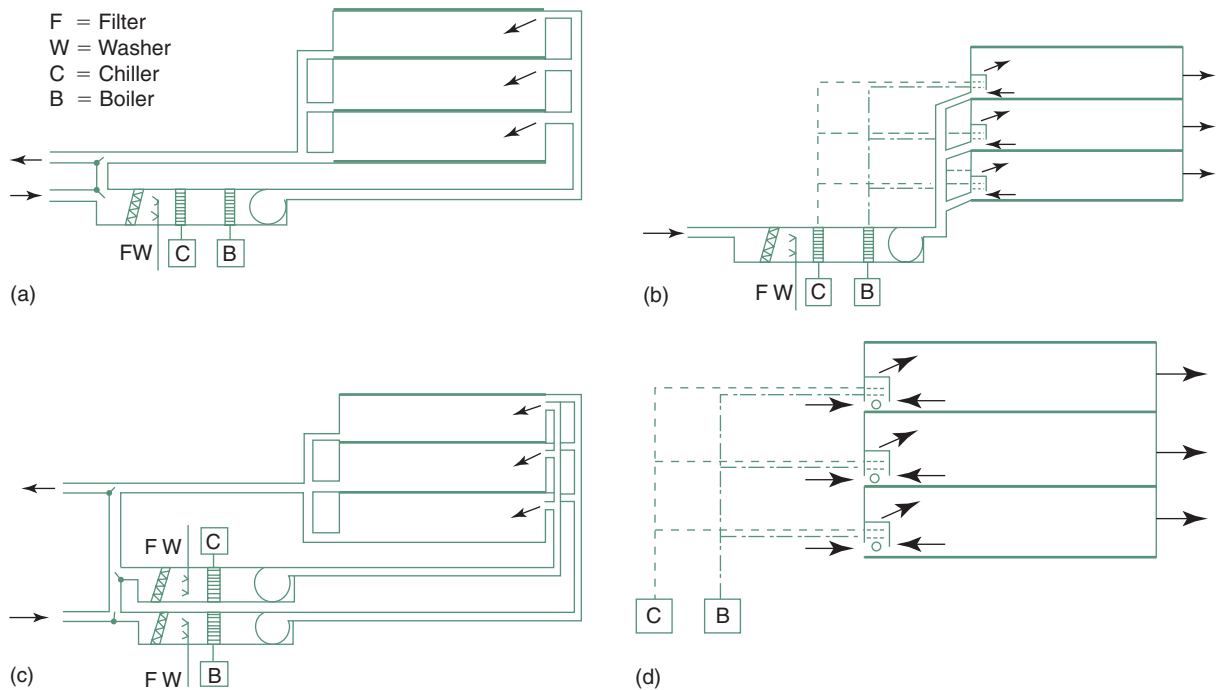 F = Filter
W = Washer
C = Chiller
B = Boiler
FW
C
B
(a)
F W
C
B
(b)
F W
C
F W
B
(c)
C
B
(d)